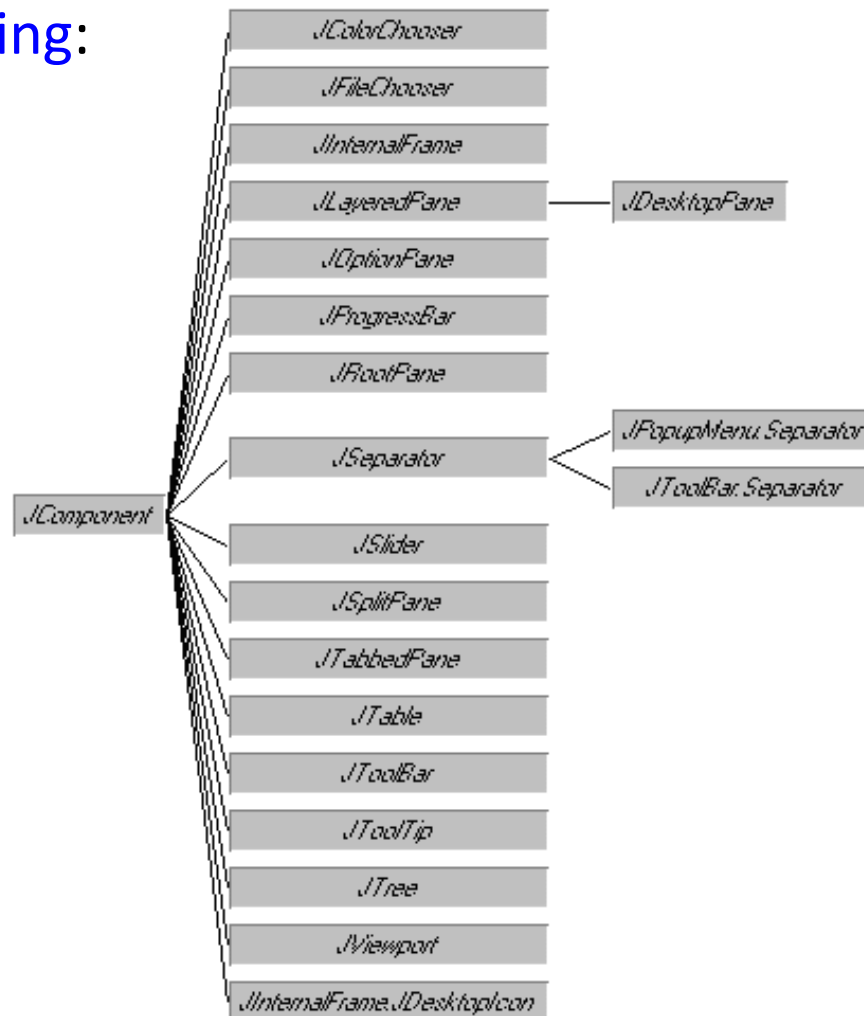 ing:
JColorChooser
JFileChooser
JInternalFrame
JLayeredPane
JDesktopPane
JOptionPane
JProgressBar
JRootPane
JPopupMenu.Separator
JSeparator
JToolBar.Separator
JComponent
JSlider
JSplitPane
JTabbedPane
JTable
JToolBar
JToolTip
JTree
JViewport
JInternalFrame.JDesktopIcon